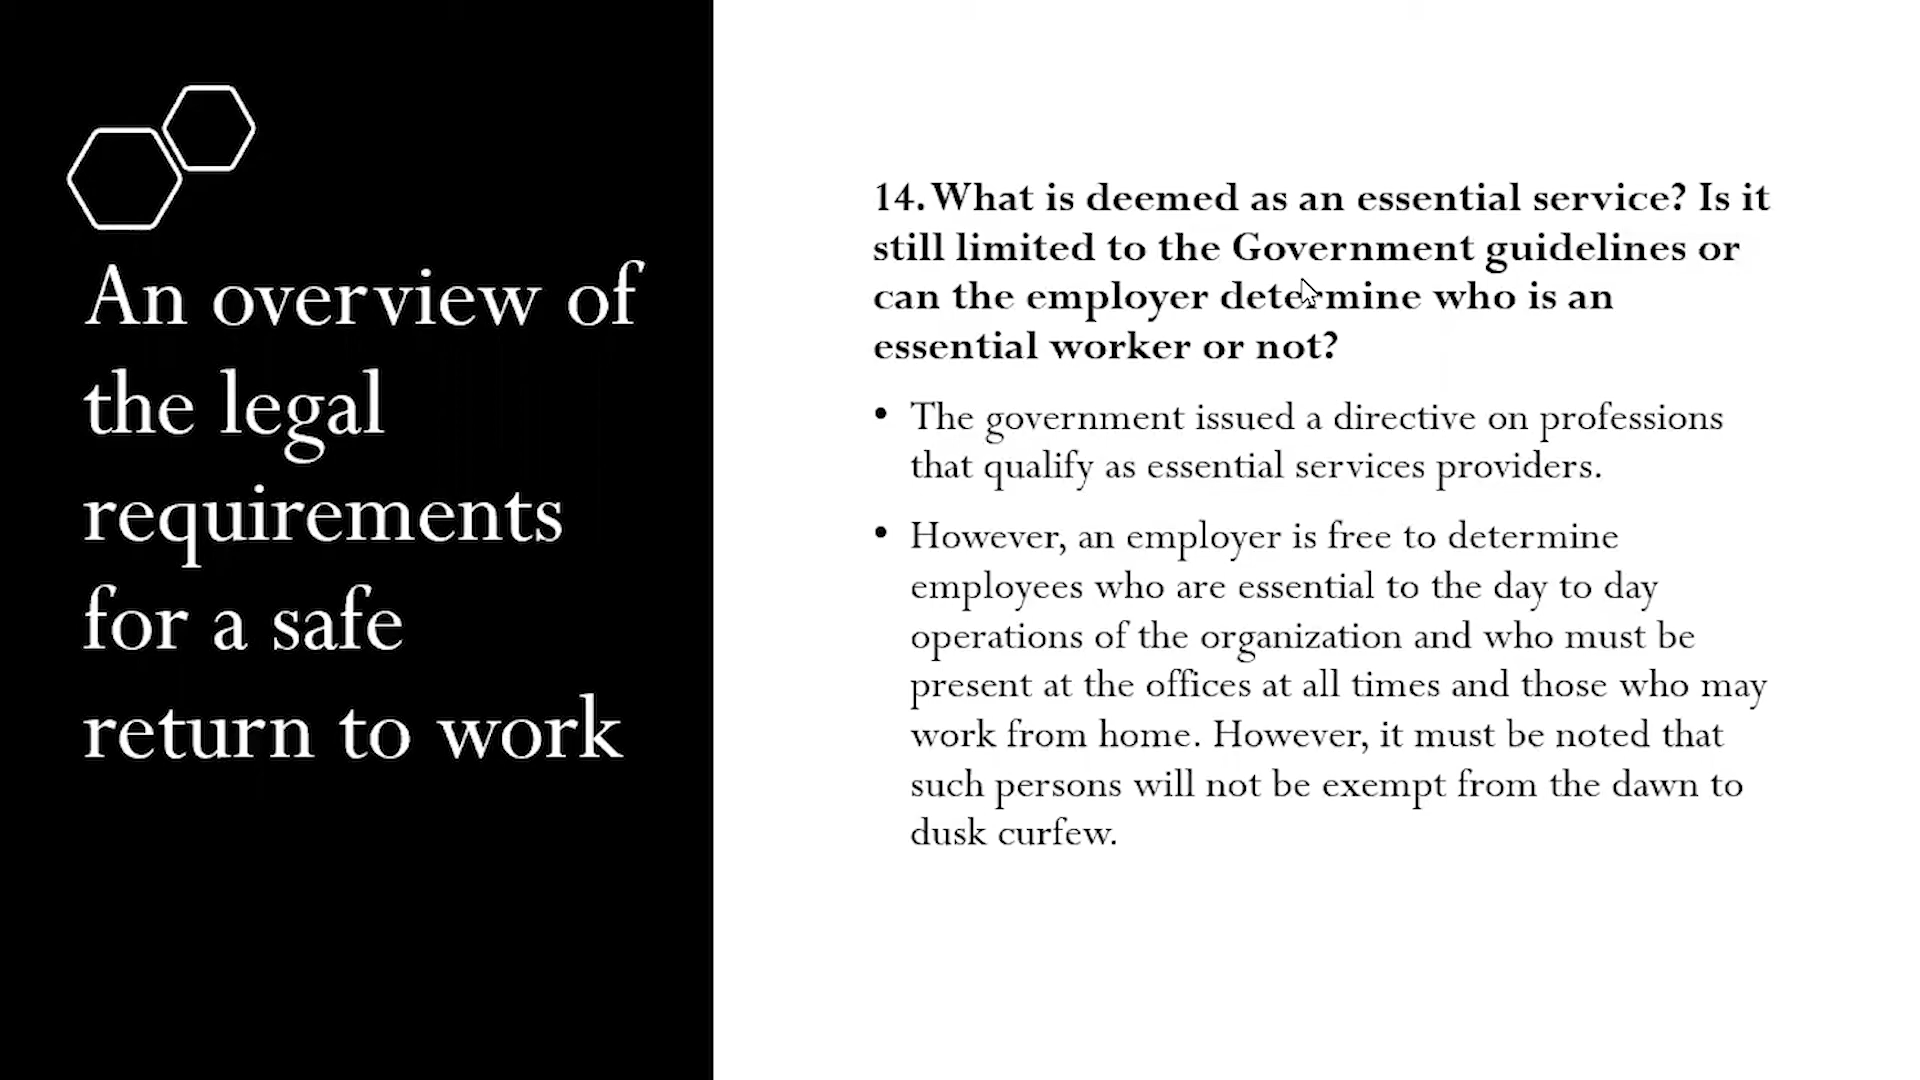 An overview of
the legal
requirements
for a safe
return to work
14. What is deemed as an essential service? Is it
still limited to the Government guidelines or
can the employer determine who is an
essential worker or not?
• The government issued a directive on professions
that qualify as essential services providers.
• However, an employer is free to determine
employees who are essential to the day to day
operations of the organization and who must be
present at the offices at all times and those who may
work from home. However, it must be noted that
such persons will not be exempt from the dawn to
dusk curfew.